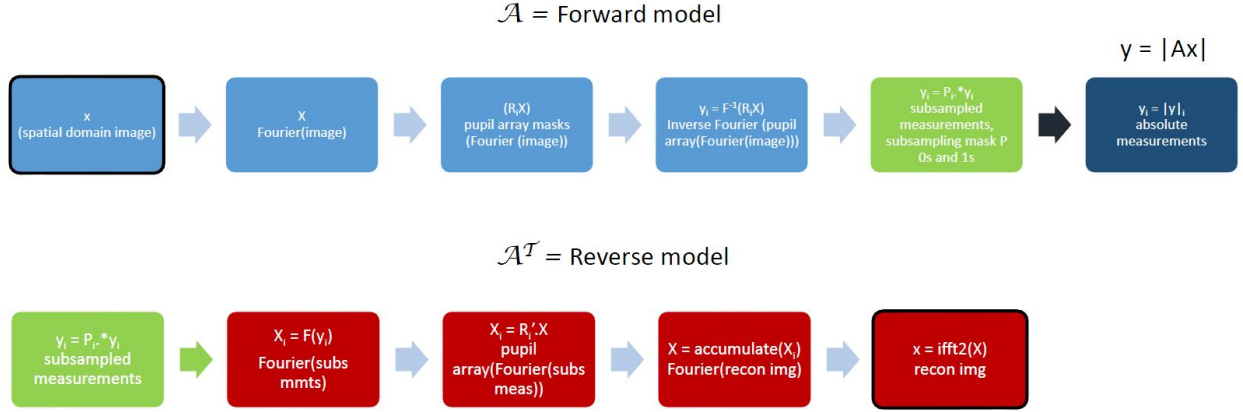 𝒜 = Forward model
y = |Ax|
x
(spatial domain image)
X
Fourier(image)
(RᵢX)
pupil array masks
(Fourier (image))
yᵢ = F⁻¹(RᵢX)
Inverse Fourier (pupil
array(Fourier(image)))
yᵢ = Pᵢ.*yᵢ
subsampled
measurements,
subsampling mask P
0s and 1s
yᵢ = |y|ᵢ
absolute
measurements
𝒜ᵀ = Reverse model
yᵢ = Pᵢ.*yᵢ
subsampled
measurements
Xᵢ = F(yᵢ)
Fourier(subs
mmts)
Xᵢ = Rᵢ'.X
pupil
array(Fourier(subs
meas))
X = accumulate(Xᵢ)
Fourier(recon img)
x = ifft2(X)
recon img